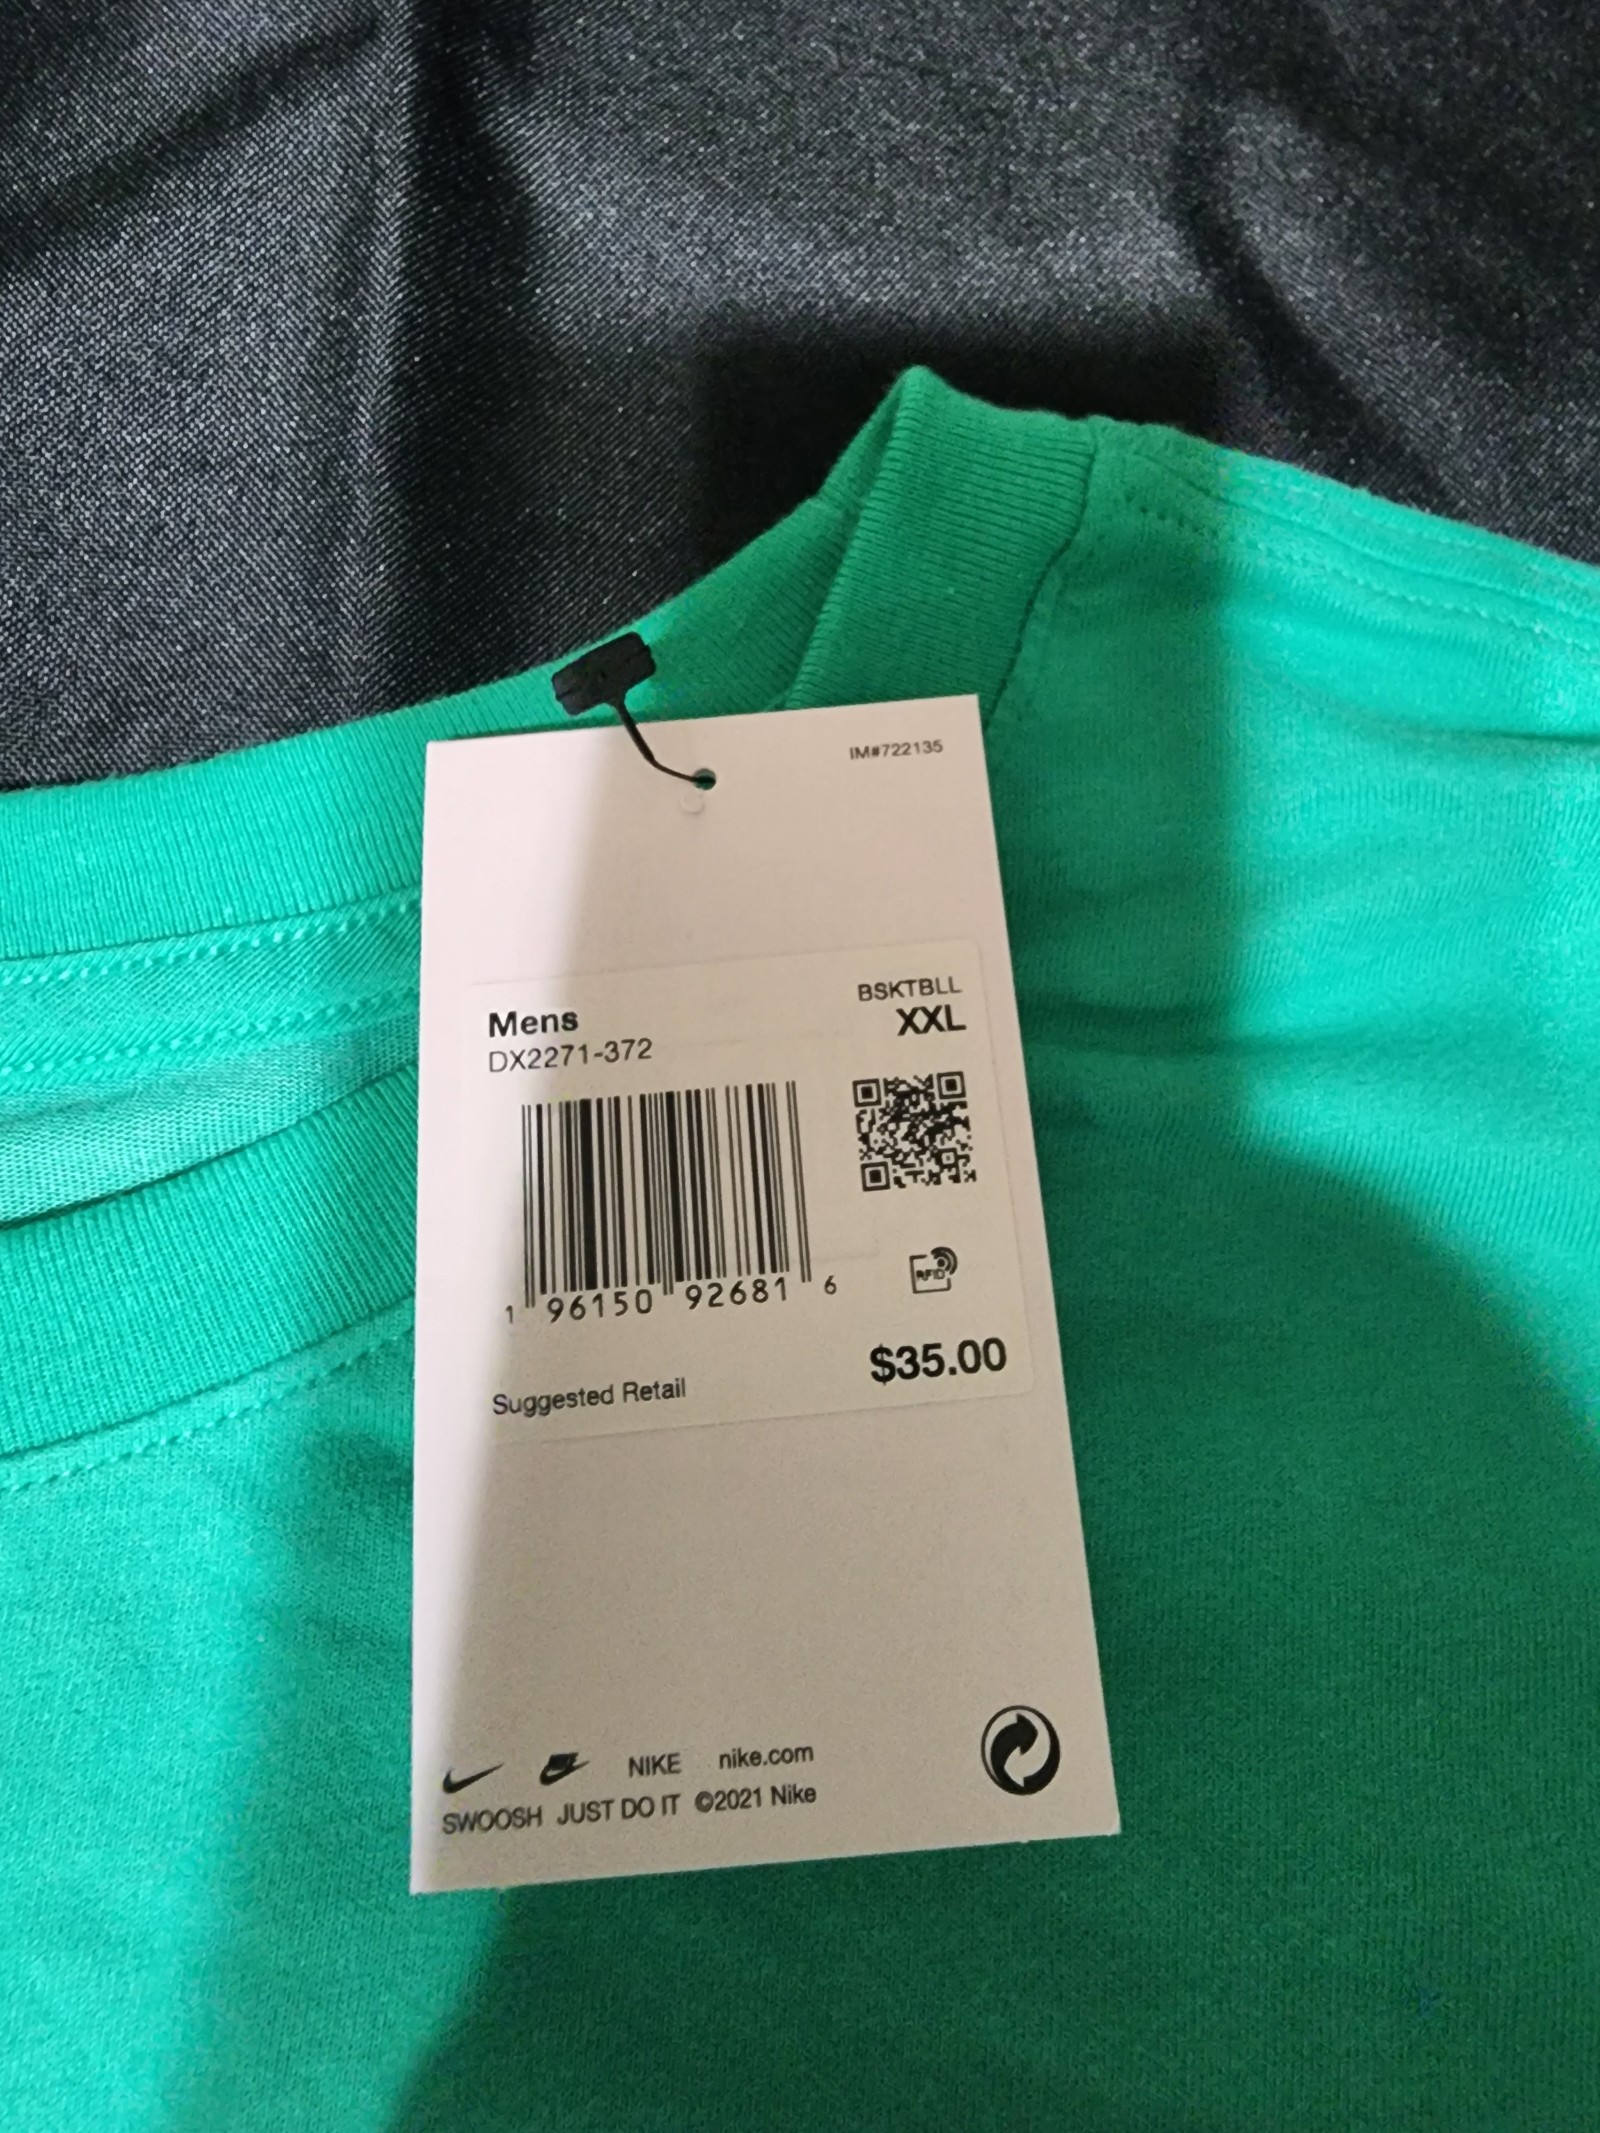 IM#722135
BSKTBLL
Mens XXL
DX2271-372
1 96150 92681 6
RFID
$35.00
Suggested Retail
NIKE nike.com
SWOOSH JUST DO IT ©2021 Nike